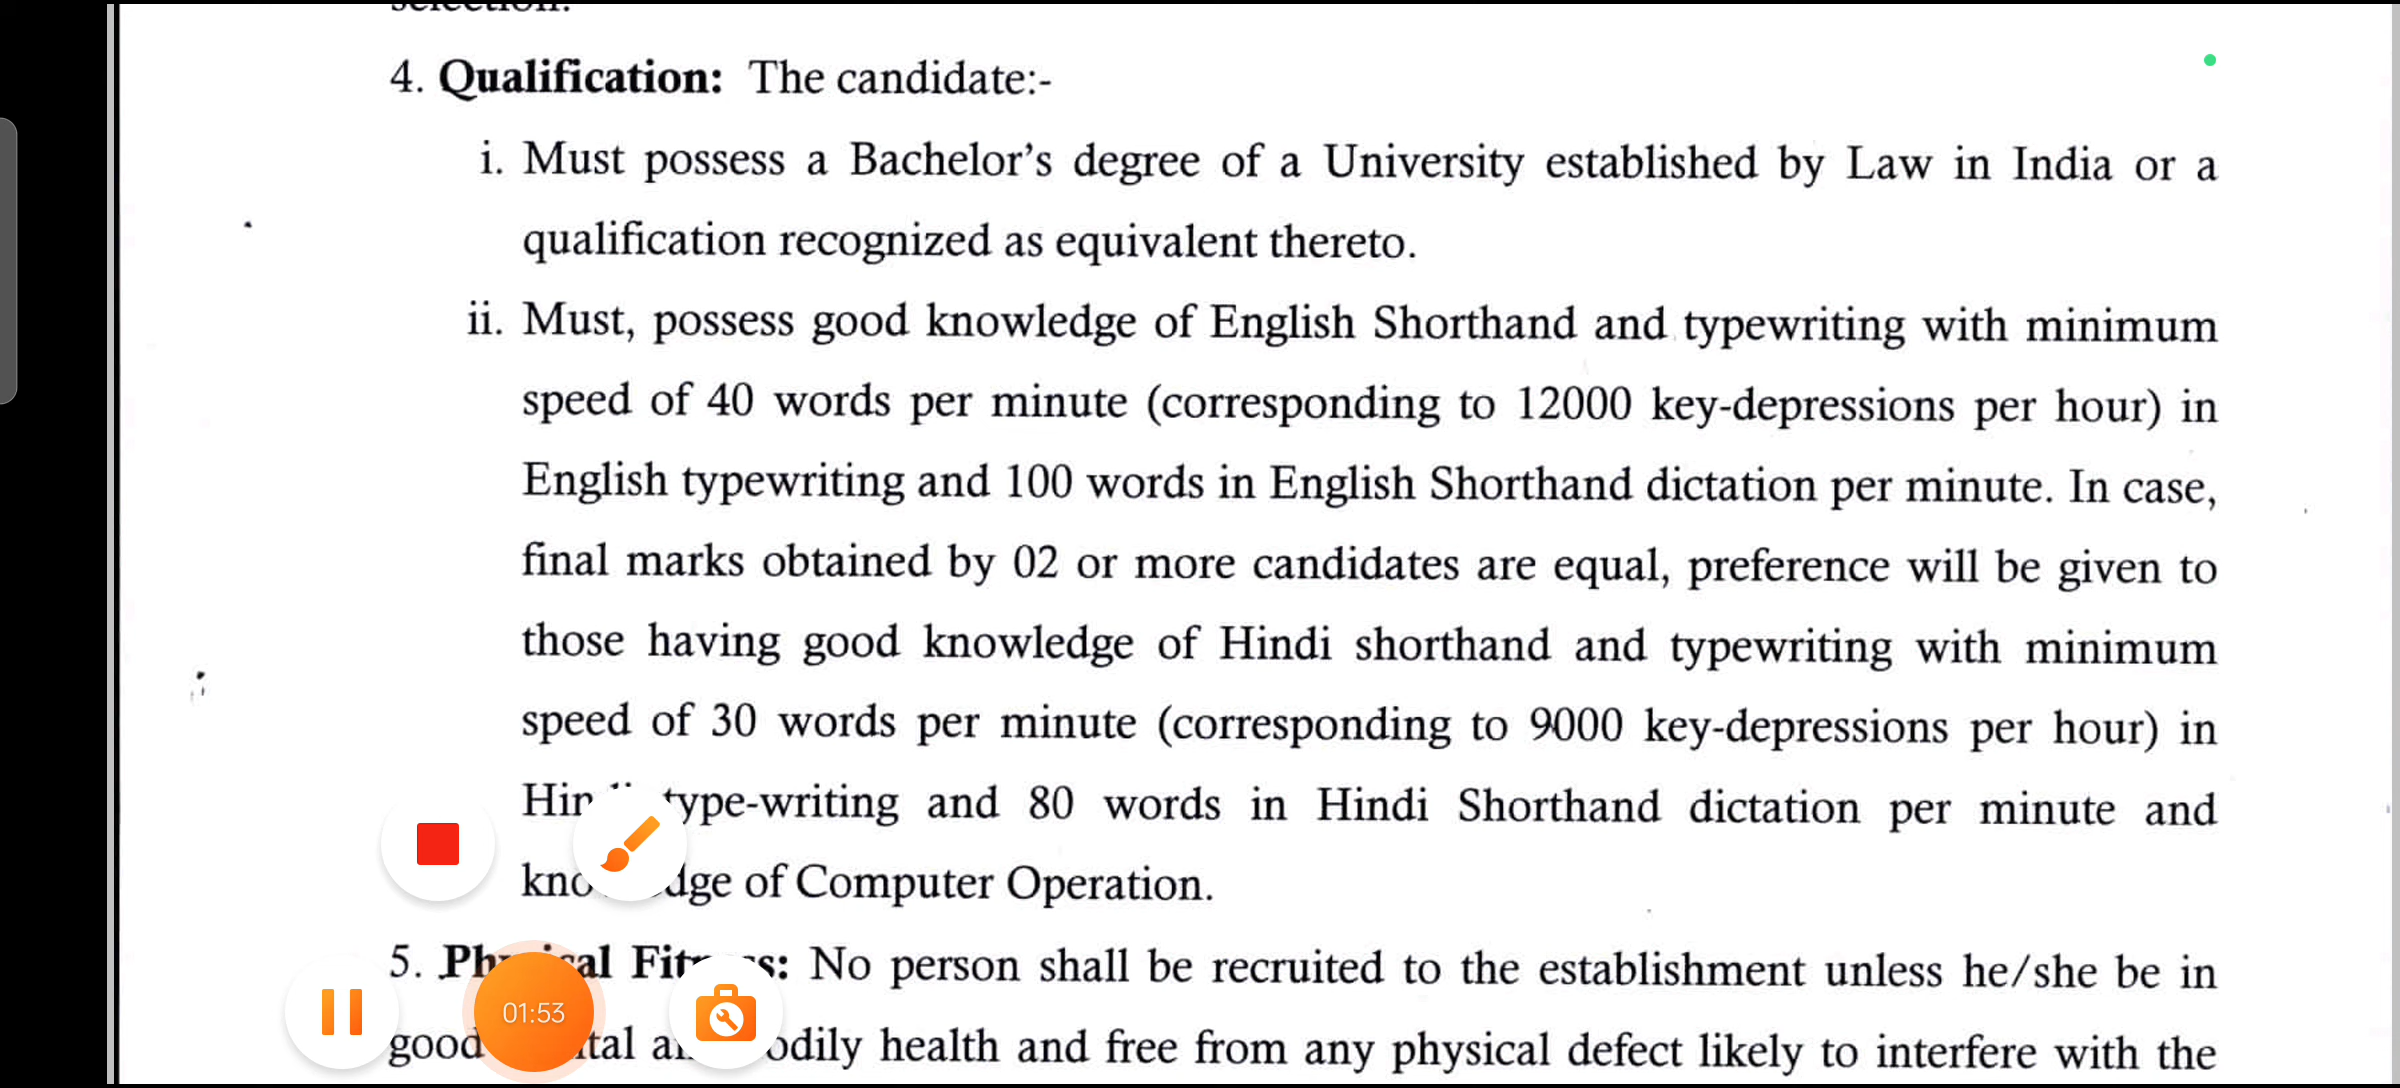 4. Qualification: The candidate:-
i. Must possess a Bachelor’s degree of a University established by Law in India or a
qualification recognized as equivalent thereto.
ii. Must, possess good knowledge of English Shorthand and typewriting with minimum
speed of 40 words per minute (corresponding to 12000 key-depressions per hour) in
English typewriting and 100 words in English Shorthand dictation per minute. In case,
final marks obtained by 02 or more candidates are equal, preference will be given to
those having good knowledge of Hindi shorthand and typewriting with minimum
speed of 30 words per minute (corresponding to 9000 key-depressions per hour) in
type-writing and 80 words in Hindi Shorthand dictation per minute and
of Computer Operation.
5. No person shall be recruited to the establishment unless he/she be in
good health and free from any physical defect likely to interfere with the
01:53